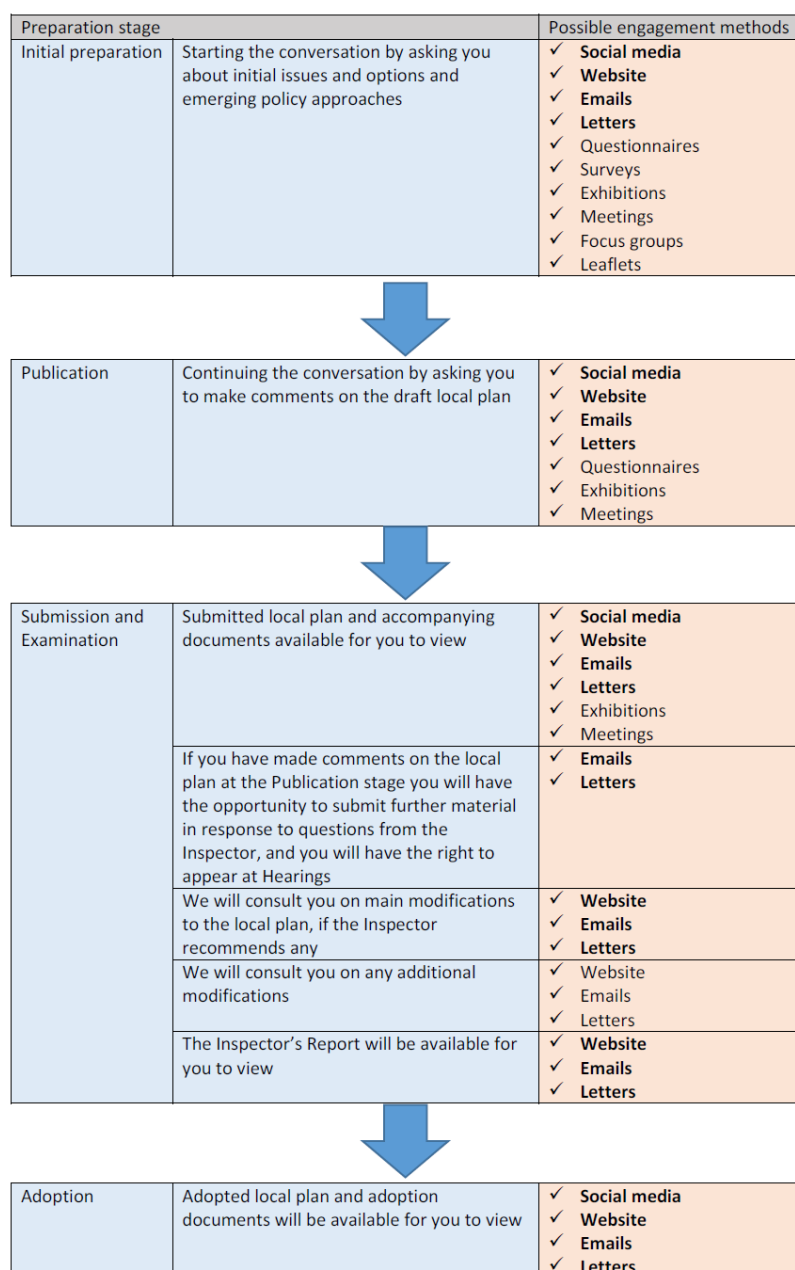 Preparation stage
Possible engagement methods
Initial preparation
Starting the conversation by asking you
about initial issues and options and
emerging policy approaches
✓ Social media
✓ Website
✓ Emails
✓ Letters
✓ Questionnaires
✓ Surveys
✓ Exhibitions
✓ Meetings
✓ Focus groups
✓ Leaflets
Publication
Continuing the conversation by asking you
to make comments on the draft local plan
✓ Social media
✓ Website
✓ Emails
✓ Letters
✓ Questionnaires
✓ Exhibitions
✓ Meetings
Submission and
Examination
Submitted local plan and accompanying
documents available for you to view
✓ Social media
✓ Website
✓ Emails
✓ Letters
✓ Exhibitions
✓ Meetings
If you have made comments on the local
plan at the Publication stage you will have
the opportunity to submit further material
in response to questions from the
Inspector, and you will have the right to
appear at Hearings
✓ Emails
✓ Letters
We will consult you on main modifications
to the local plan, if the Inspector
recommends any
✓ Website
✓ Emails
✓ Letters
We will consult you on any additional
modifications
✓ Website
✓ Emails
✓ Letters
The Inspector’s Report will be available for
you to view
✓ Website
✓ Emails
✓ Letters
Adoption
Adopted local plan and adoption
documents will be available for you to view
✓ Social media
✓ Website
✓ Emails
✓ Letters